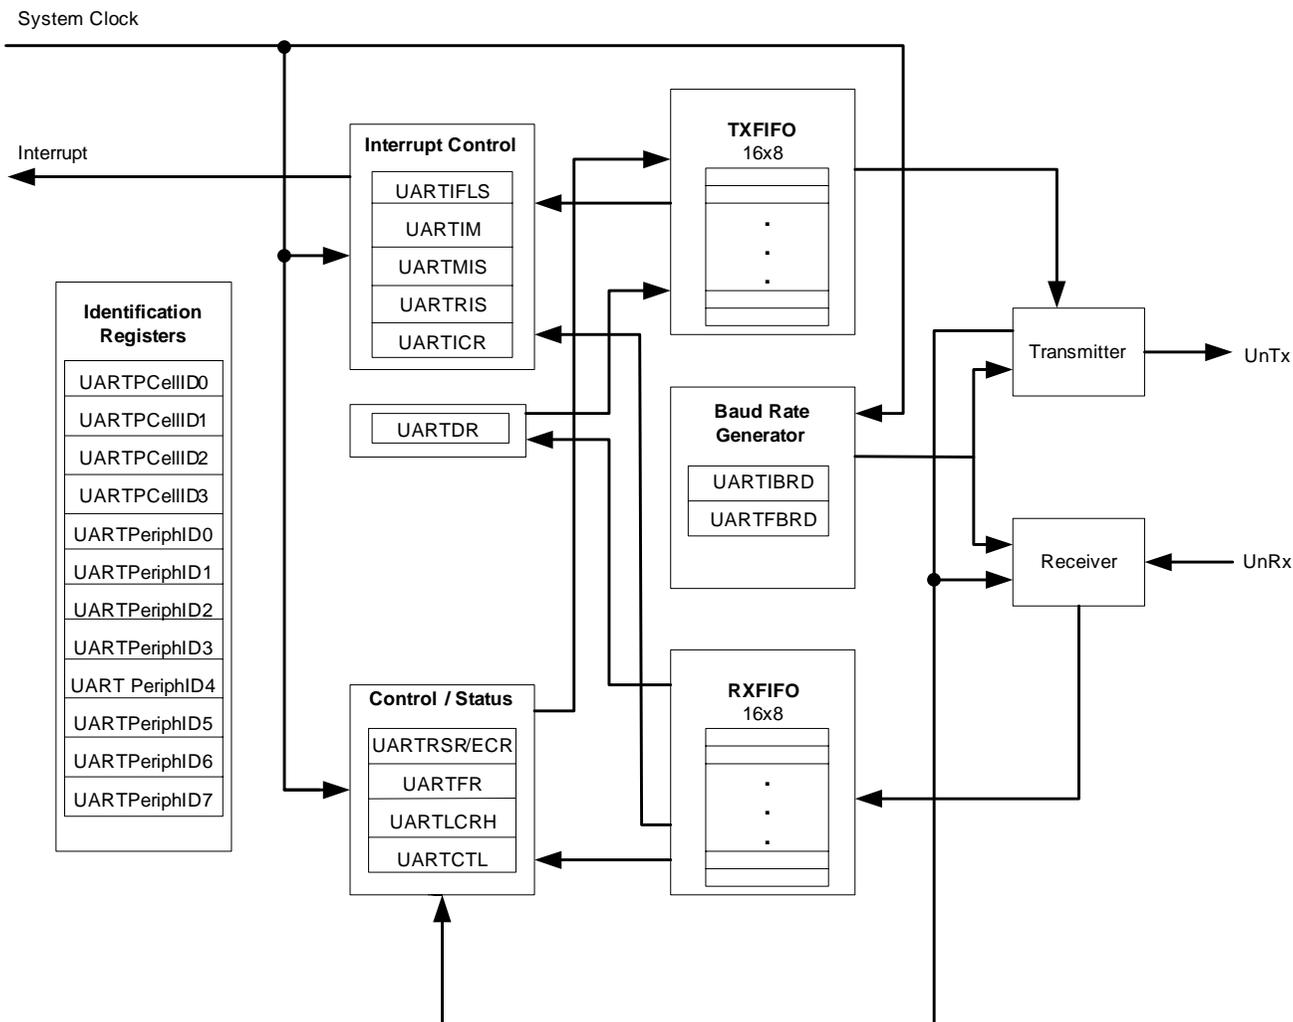 System Clock
Interrupt
Identification
Registers
UARTPCellID0
UARTPCellID1
UARTPCellID2
UARTPCellID3
UARTPeriphID0
UARTPeriphID1
UARTPeriphID2
UARTPeriphID3
UART PeriphID4
UARTPeriphID5
UARTPeriphID6
UARTPeriphID7
Interrupt Control
UARTIFLS
UARTIM
UARTMIS
UARTRIS
UARTICR
UARTDR
Control / Status
UARTRSR/ECR
UARTFR
UARTLCRH
UARTCTL
TXFIFO
16x8
Baud Rate
Generator
UARTIBRD
UARTFBRD
RXFIFO
16x8
Transmitter
UnTx
Receiver
UnRx